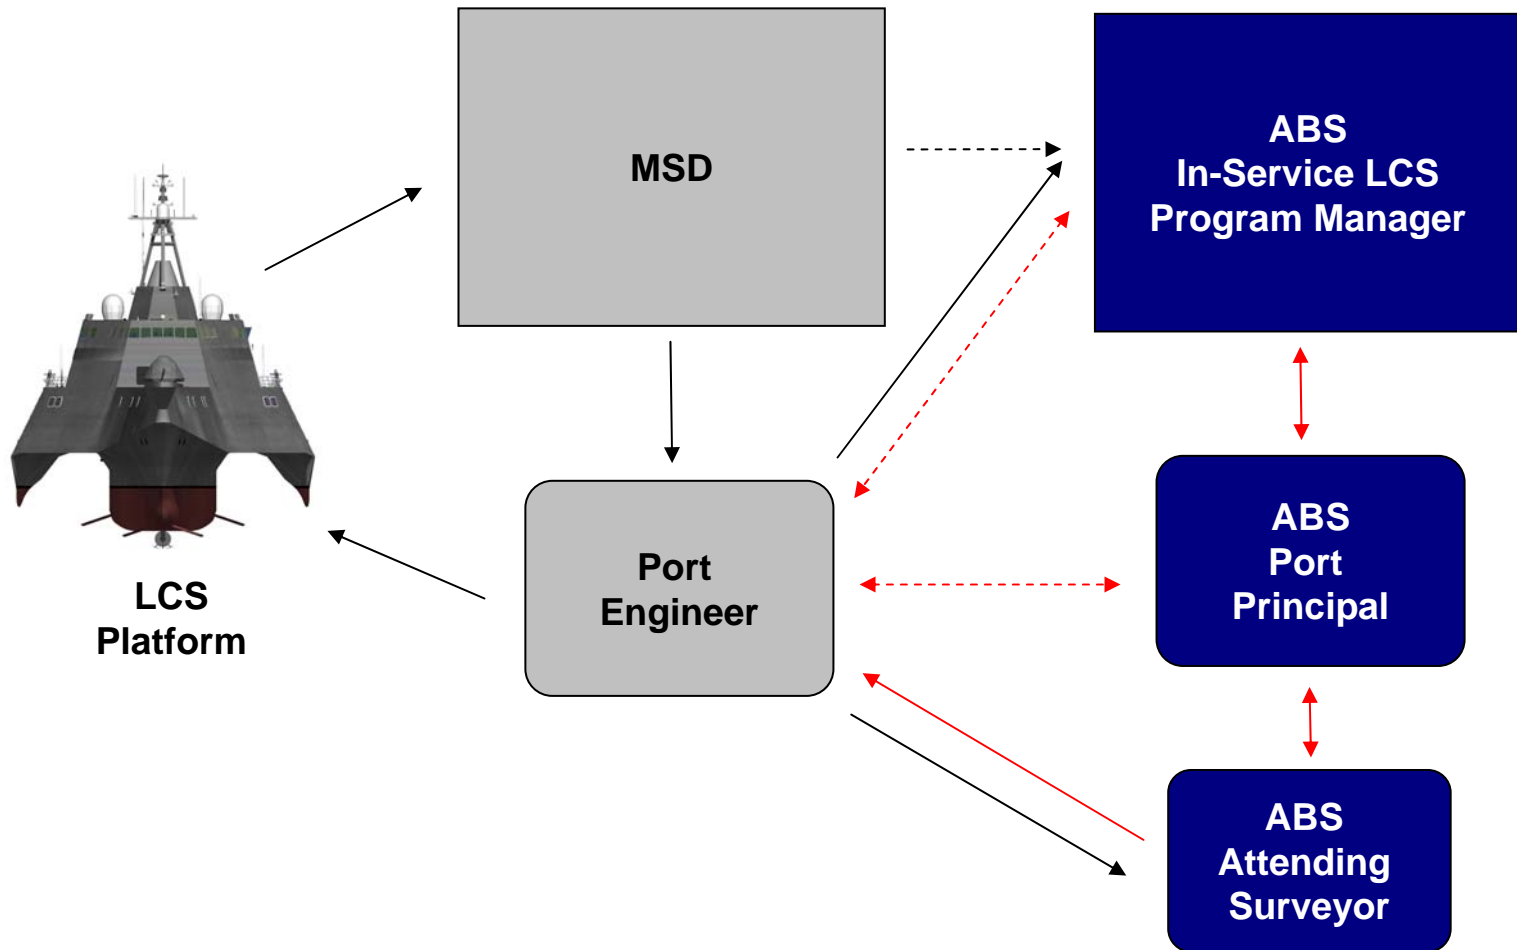 MSD
ABS
In-Service LCS
Program Manager
LCS
Platform
Port
Engineer
ABS
Port
Principal
ABS
Attending
Surveyor